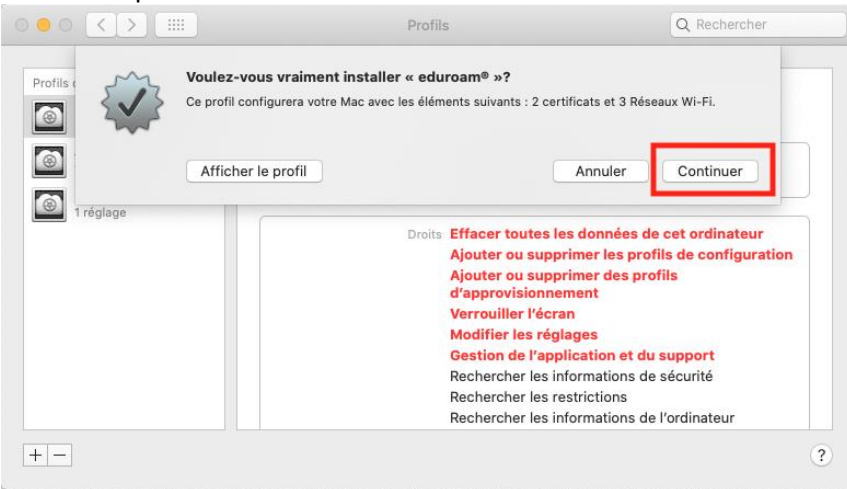 Profils
Rechercher
Profils
Voulez-vous vraiment installer « eduroam® »?
Ce profil configurera votre Mac avec les éléments suivants : 2 certificats et 3 Réseaux Wi-Fi.
Afficher le profil
Annuler
Continuer
1 réglage
Droits Effacer toutes les données de cet ordinateur
Ajouter ou supprimer les profils de configuration
Ajouter ou supprimer des profils
d'approvisionnement
Verrouiller l'écran
Modifier les réglages
Gestion de l'application et du support
Rechercher les informations de sécurité
Rechercher les restrictions
Rechercher les informations de l'ordinateur
+ −
?